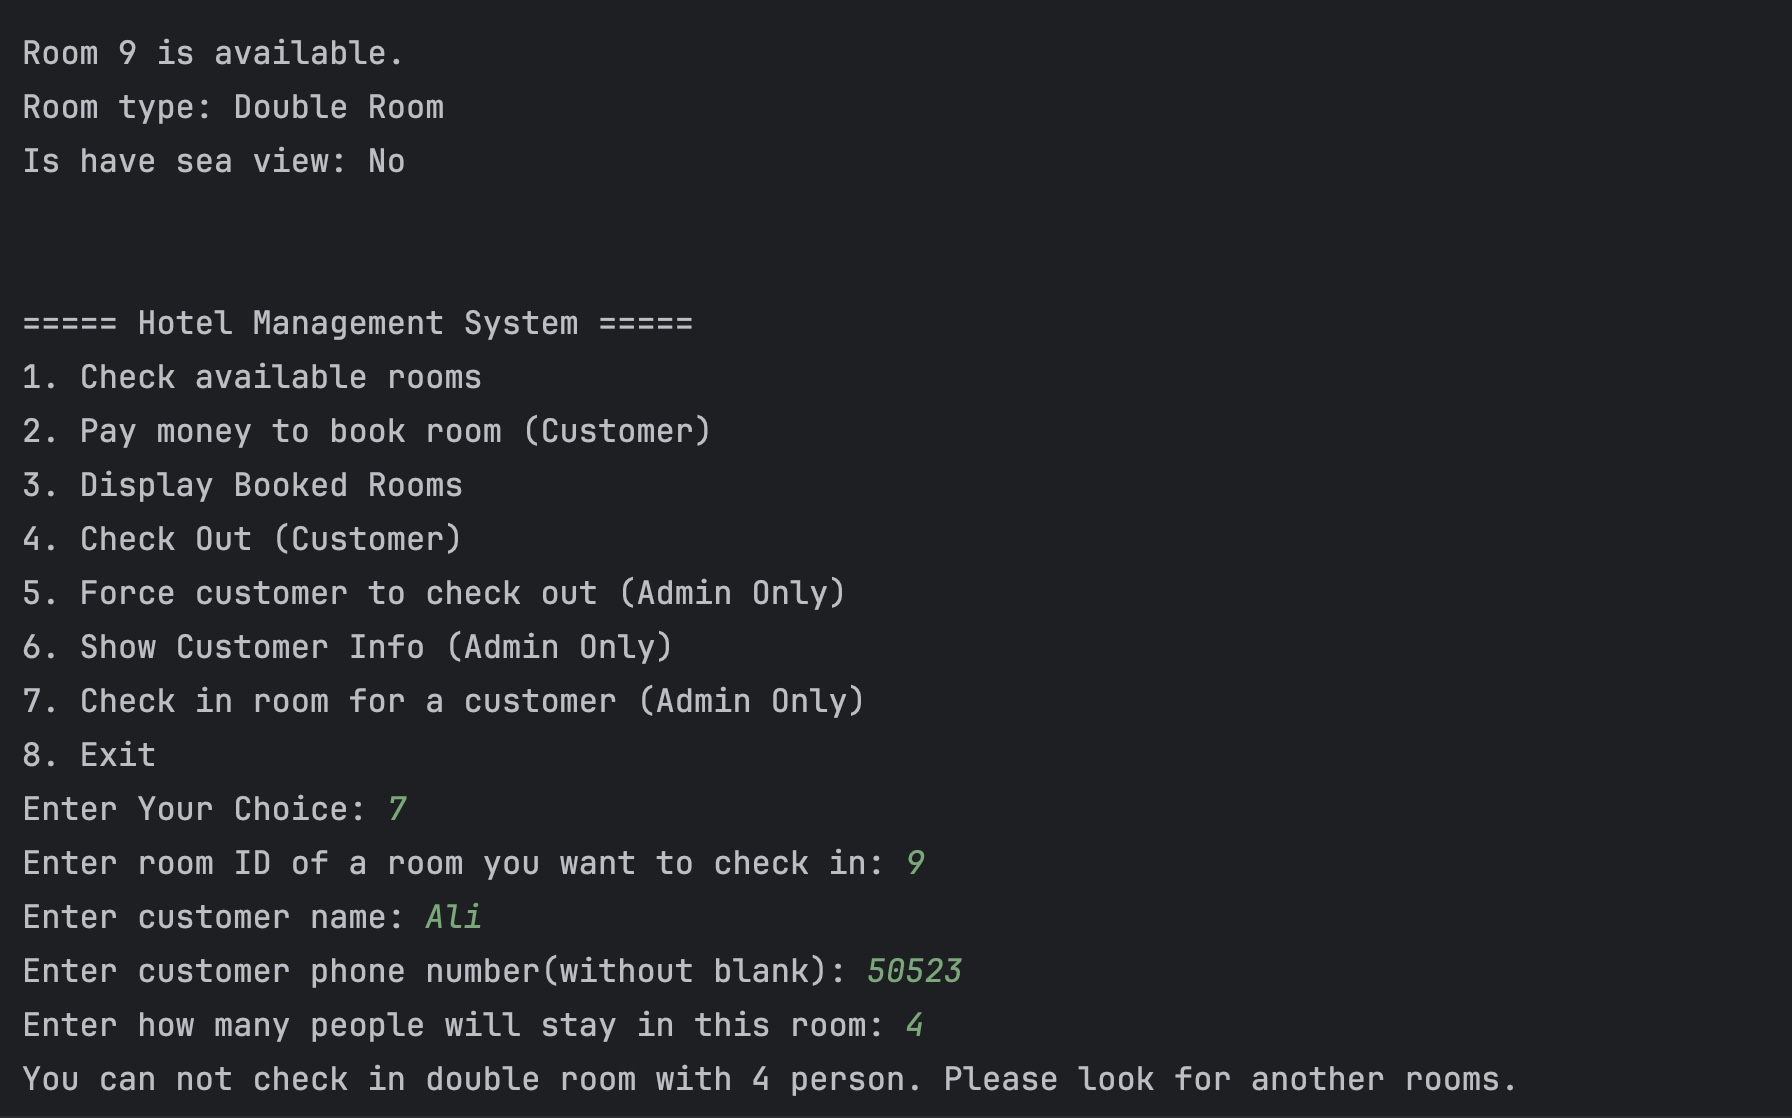 Room 9 is available.
Room type: Double Room
Is have sea view: No
===== Hotel Management System =====
1. Check available rooms
2. Pay money to book room (Customer)
3. Display Booked Rooms
4. Check Out (Customer)
5. Force customer to check out (Admin Only)
6. Show Customer Info (Admin Only)
7. Check in room for a customer (Admin Only)
8. Exit
Enter Your Choice: 7
Enter room ID of a room you want to check in: 9
Enter customer name: Ali
Enter customer phone number(without blank): 50523
Enter how many people will stay in this room: 4
You can not check in double room with 4 person. Please look for another rooms.